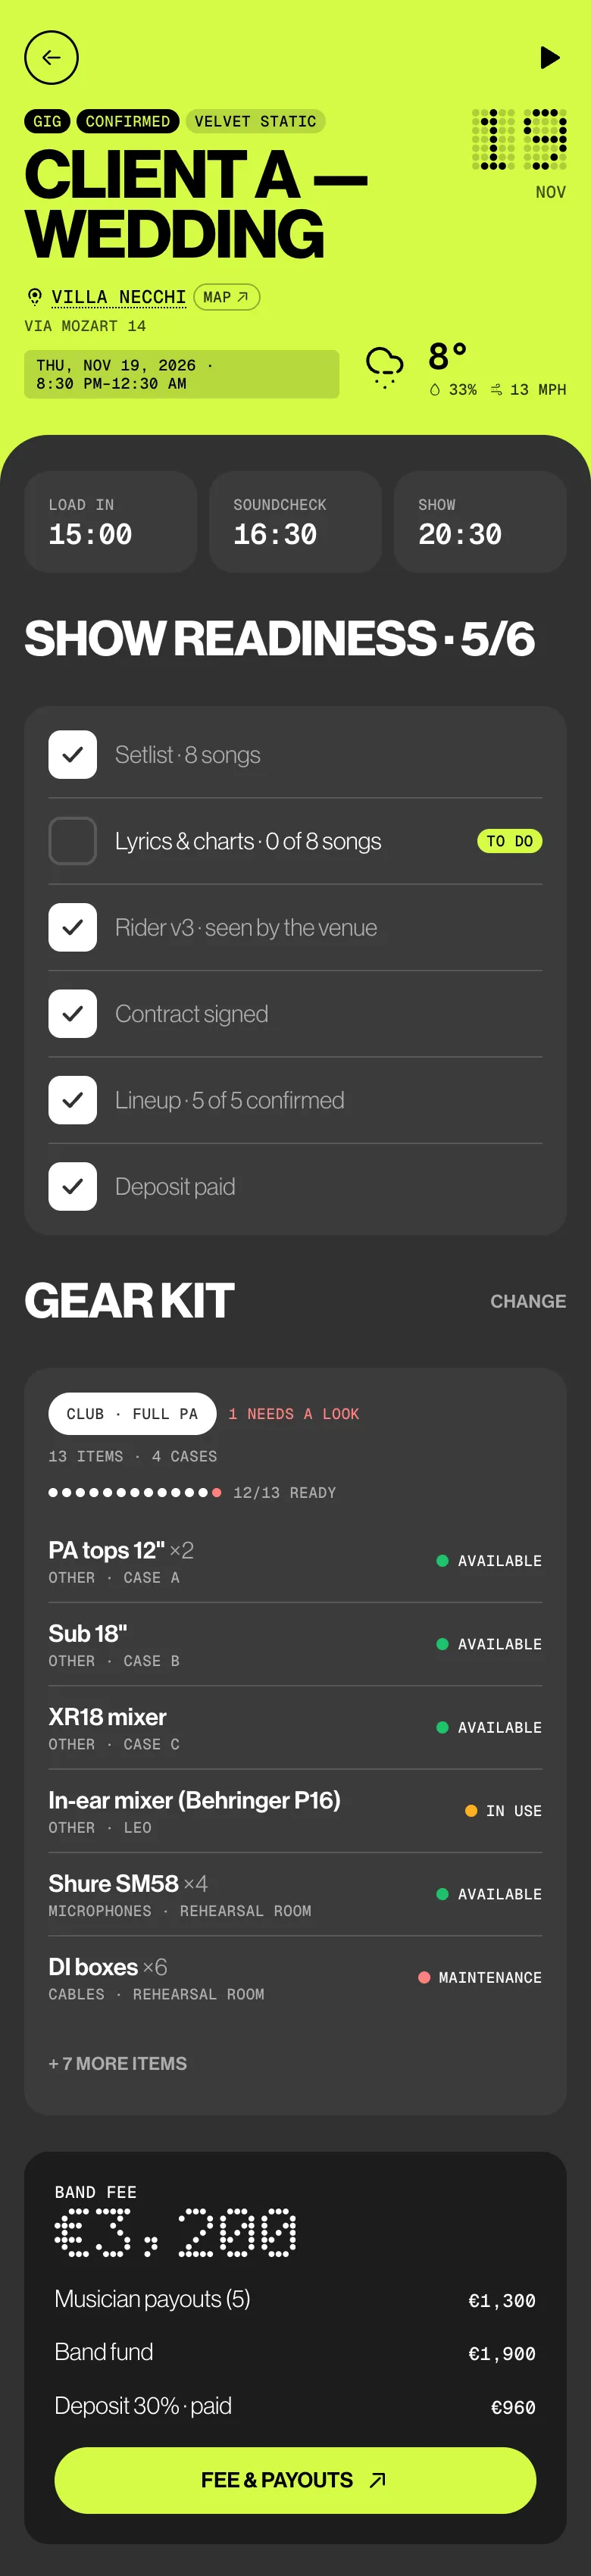 GIG CONFIRMED VELVET STATIC
19
NOV
CLIENT A —
WEDDING
VILLA NECCHI MAP
VIA MOZART 14
THU, NOV 19, 2026 ·
8:30 PM–12:30 AM
8°
33% 13 MPH
LOAD IN
15:00
SOUNDCHECK
16:30
SHOW
20:30
SHOW READINESS · 5/6
Setlist · 8 songs
Lyrics & charts · 0 of 8 songs TO DO
Rider v3 · seen by the venue
Contract signed
Lineup · 5 of 5 confirmed
Deposit paid
GEAR KIT CHANGE
CLUB · FULL PA 1 NEEDS A LOOK
13 ITEMS · 4 CASES
12/13 READY
PA tops 12" ×2
OTHER · CASE A
AVAILABLE
Sub 18"
OTHER · CASE B
AVAILABLE
XR18 mixer
OTHER · CASE C
AVAILABLE
In-ear mixer (Behringer P16)
OTHER · LEO
IN USE
Shure SM58 ×4
MICROPHONES · REHEARSAL ROOM
AVAILABLE
DI boxes ×6
CABLES · REHEARSAL ROOM
MAINTENANCE
+ 7 MORE ITEMS
BAND FEE
€3,200
Musician payouts (5) €1,300
Band fund €1,900
Deposit 30% · paid €960
FEE & PAYOUTS